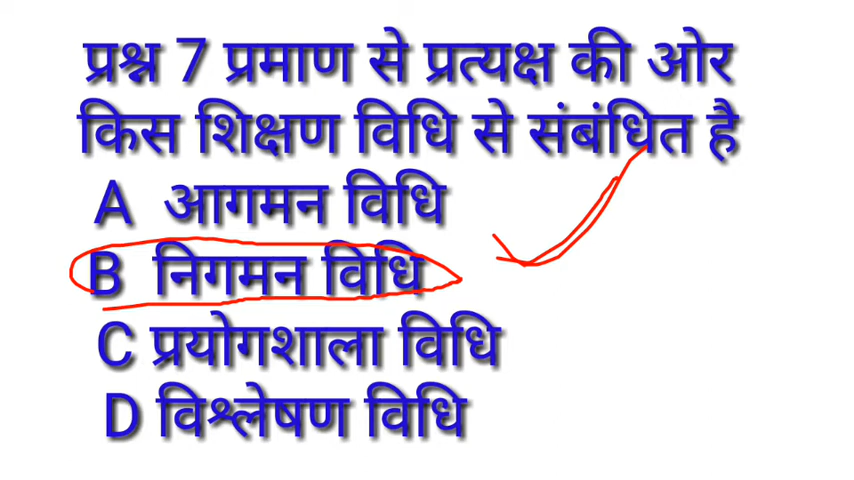 प्रश्न 7 प्रमाण से प्रत्यक्ष की ओर
किस शिक्षण विधि से संबंधित है
A आगमन विधि
B निगमन विधि
C प्रयोगशाला विधि
D विश्लेषण विधि